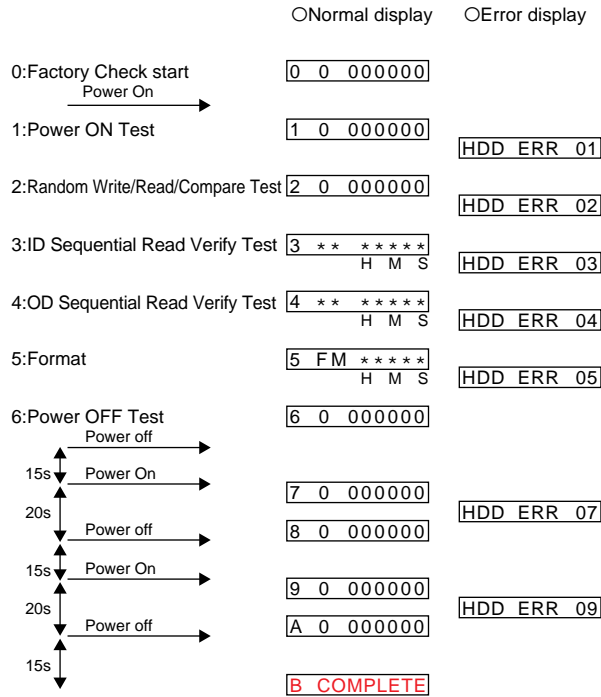 ○Normal display ○Error display
0:Factory Check start 0 0 000000
Power On
1:Power ON Test 1 0 000000
HDD ERR 01
2:Random Write/Read/Compare Test 2 0 000000
HDD ERR 02
3:ID Sequential Read Verify Test 3 ** *****
H M S
HDD ERR 03
4:OD Sequential Read Verify Test 4 ** *****
H M S
HDD ERR 04
5:Format 5 FM *****
H M S
HDD ERR 05
6:Power OFF Test 6 0 000000
Power off
15s Power On
7 0 000000
20s HDD ERR 07
Power off 8 0 000000
15s Power On
9 0 000000
20s HDD ERR 09
Power off A 0 000000
15s
B COMPLETE